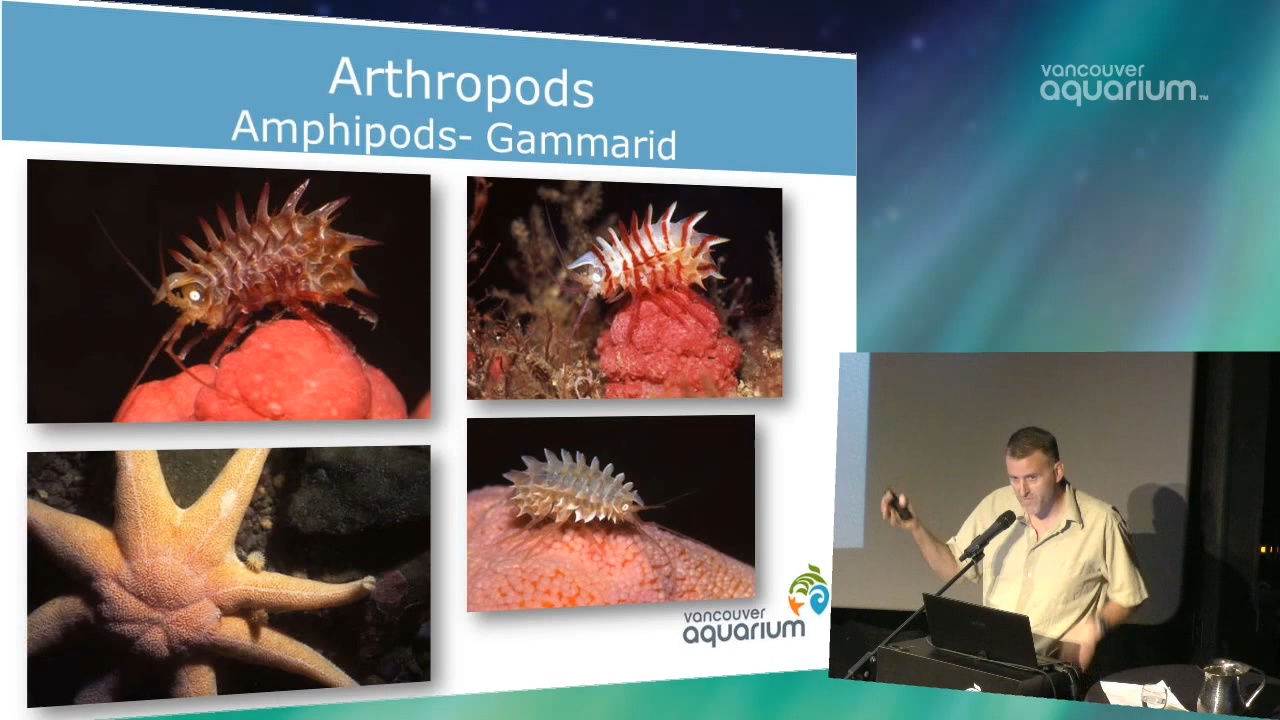 Arthropods
Amphipods- Gammarid
vancouver
aquarium™
vancouver
aquarium